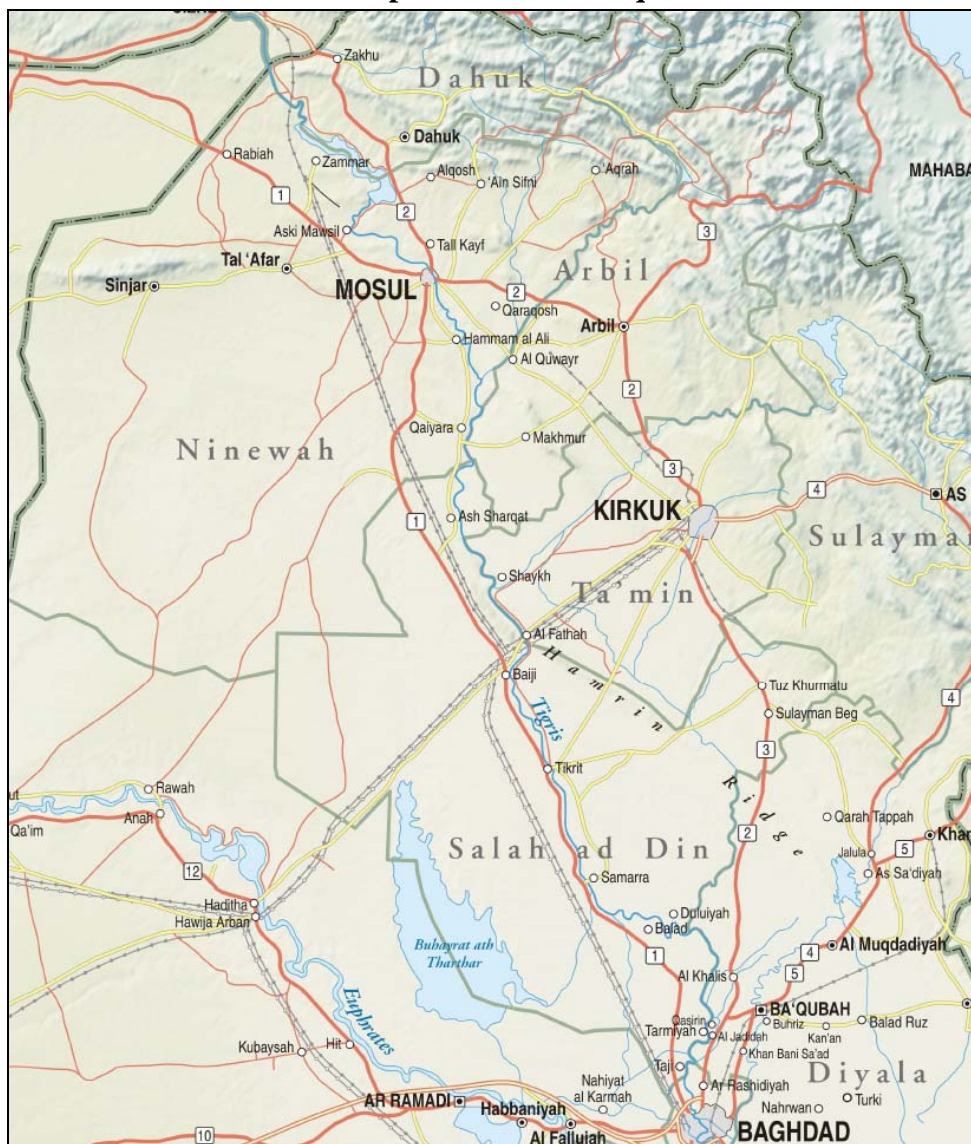 Zakhu
Dahuk
Dahuk
Rabiah
Zammar
Alqosh
'Ain Sifni
'Aqrah
MAHABA
1
2
3
Aski Mawsil
Tall Kayf
Tal 'Afar
Arbil
Sinjar
MOSUL
2
Qaraqosh
Arbil
Hammam al Ali
Al Quwayr
2
Qaiyara
Makhmur
Ninewah
3
4
AS
KIRKUK
1
Ash Sharqat
Sulayman
Shaykh
Ta'min
Al Fathah
Hamrin
Baiji
Tuz Khurmatu
4
Tigris
Sulayman Beg
3
Tikrit
Rawah
Ridge
Anah
Qa'im
Qarah Tappah
2
Khan
Salah ad Din
Jalula
5
12
Samarra
As Sa'diyah
Haditha
Hawija Arban
Duluiyah
Balad
Buhayrat ath
Tharthar
Al Muqdadiyah
1
4
Al Khalis
5
Euphrates
BA'QUBAH
Qasirin
Tarmiyah
Buhriz
Balad Ruz
Al Jadidah
Kan'an
Kubaysah
Hit
Khan Bani Sa'ad
Taji
Diyala
Nahiyat
al Karmah
Ar Rashidiyah
AR RAMADI
Turki
Habbaniyah
Nahrwan
10
Al Fallujah
BAGHDAD